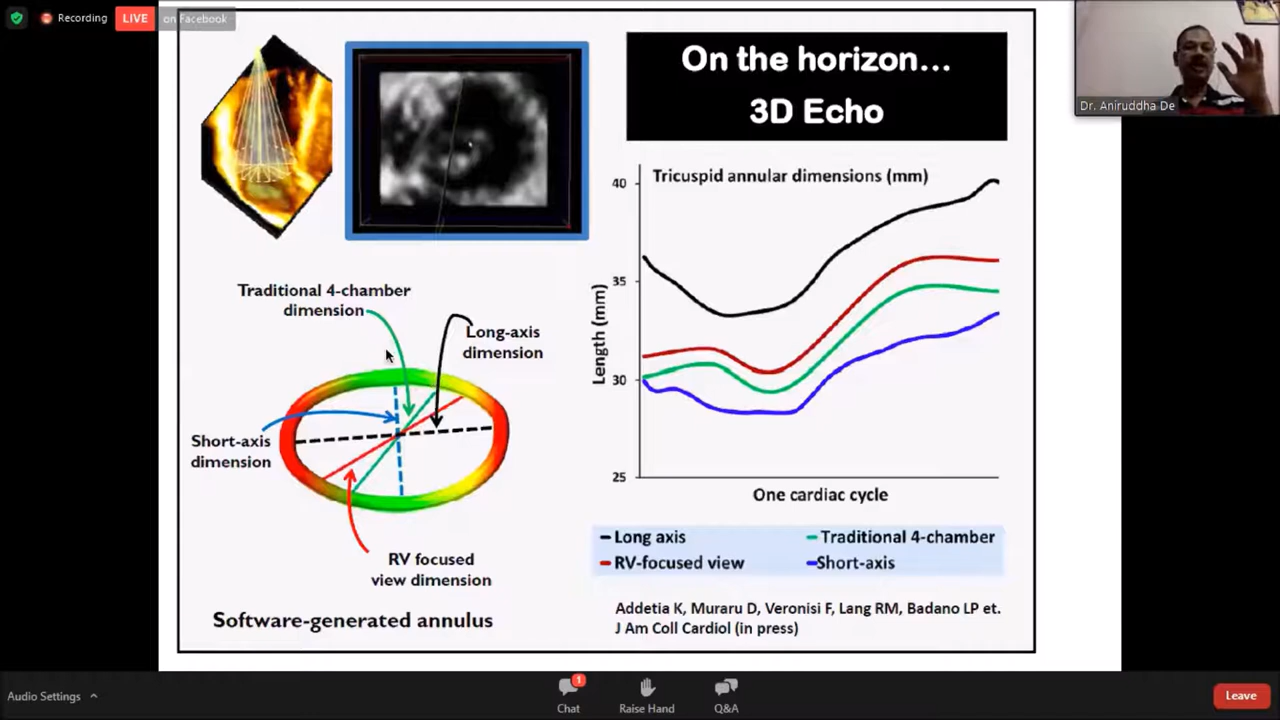 Recording
LIVE
on Facebook
On the horizon...
3D Echo
Dr. Aniruddha De
Tricuspid annular dimensions (mm)
40
35
30
25
Length (mm)
One cardiac cycle
Long axis
Traditional 4-chamber
RV-focused view
Short-axis
Addetia K, Muraru D, Veronisi F, Lang RM, Badano LP et.
J Am Coll Cardiol (in press)
Traditional 4-chamber
dimension
Long-axis
dimension
Short-axis
dimension
RV focused
view dimension
Software-generated annulus
Audio Settings
1
Chat
Raise Hand
Q&A
Leave